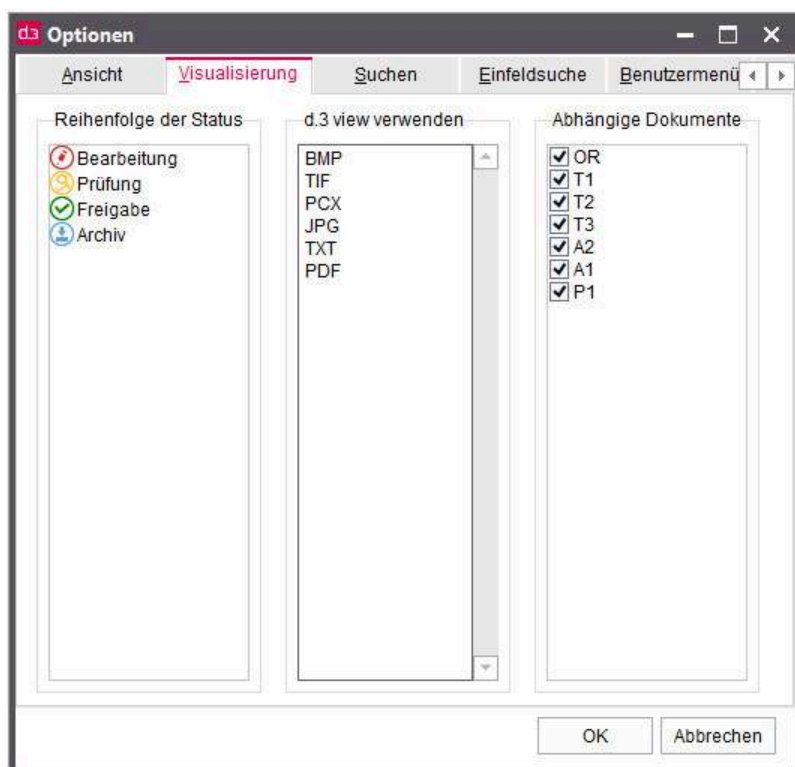 d3 Optionen
Ansicht Visualisierung Suchen Einfeldsuche Benutzermenü
Reihenfolge der Status
Bearbeitung
Prüfung
Freigabe
Archiv
d.3 view verwenden
BMP
TIF
PCX
JPG
TXT
PDF
Abhängige Dokumente
OR
T1
T2
T3
A2
A1
P1
OK Abbrechen